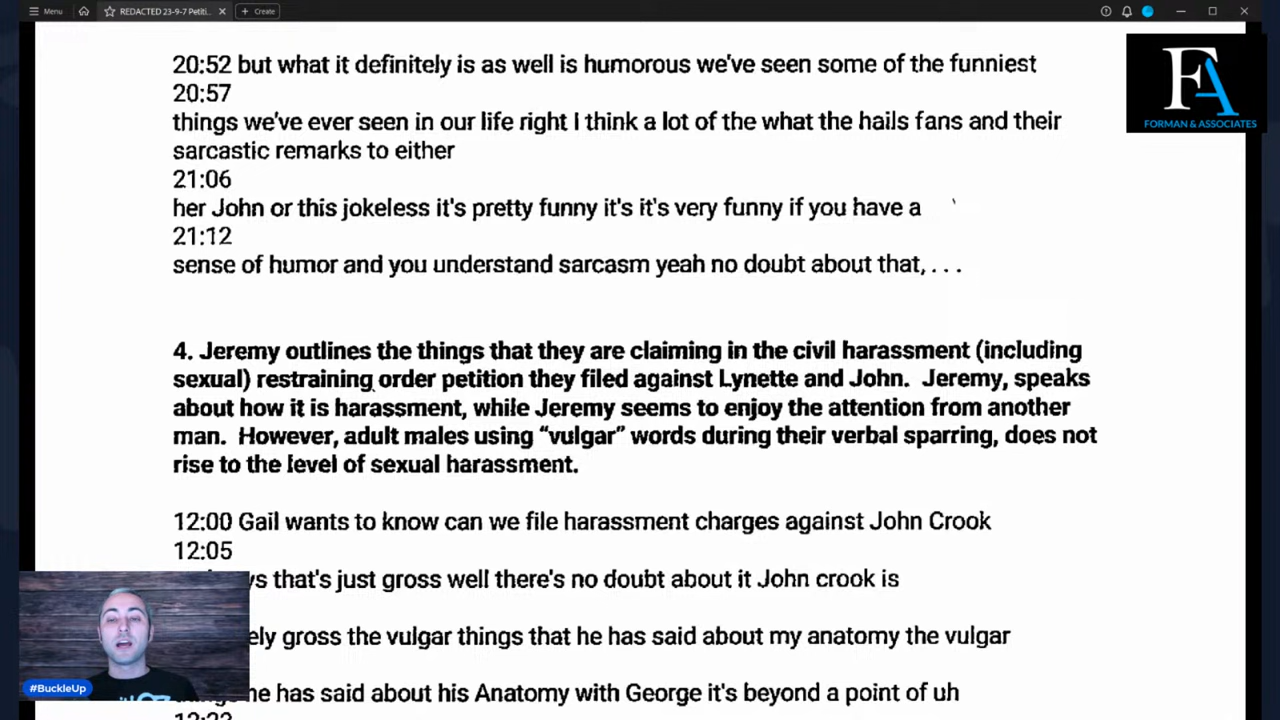 Menu
REDACTED 23-9-7 Petiti...
Create
20:52 but what it definitely is as well is humorous we've seen some of the funniest
20:57
things we've ever seen in our life right I think a lot of the what the hails fans and their
sarcastic remarks to either
21:06
her John or this jokeless it's pretty funny it's it's very funny if you have a
21:12
sense of humor and you understand sarcasm yeah no doubt about that, . . .
4. Jeremy outlines the things that they are claiming in the civil harassment (including
sexual) restraining order petition they filed against Lynette and John. Jeremy, speaks
about how it is harassment, while Jeremy seems to enjoy the attention from another
man. However, adult males using “vulgar” words during their verbal sparring, does not
rise to the level of sexual harassment.
12:00 Gail wants to know can we file harassment charges against John Crook
12:05
that's just gross well there's no doubt about it John crook is
gross the vulgar things that he has said about my anatomy the vulgar
he has said about his Anatomy with George it's beyond a point of uh
FA
FORMAN & ASSOCIATES
#BuckleUp